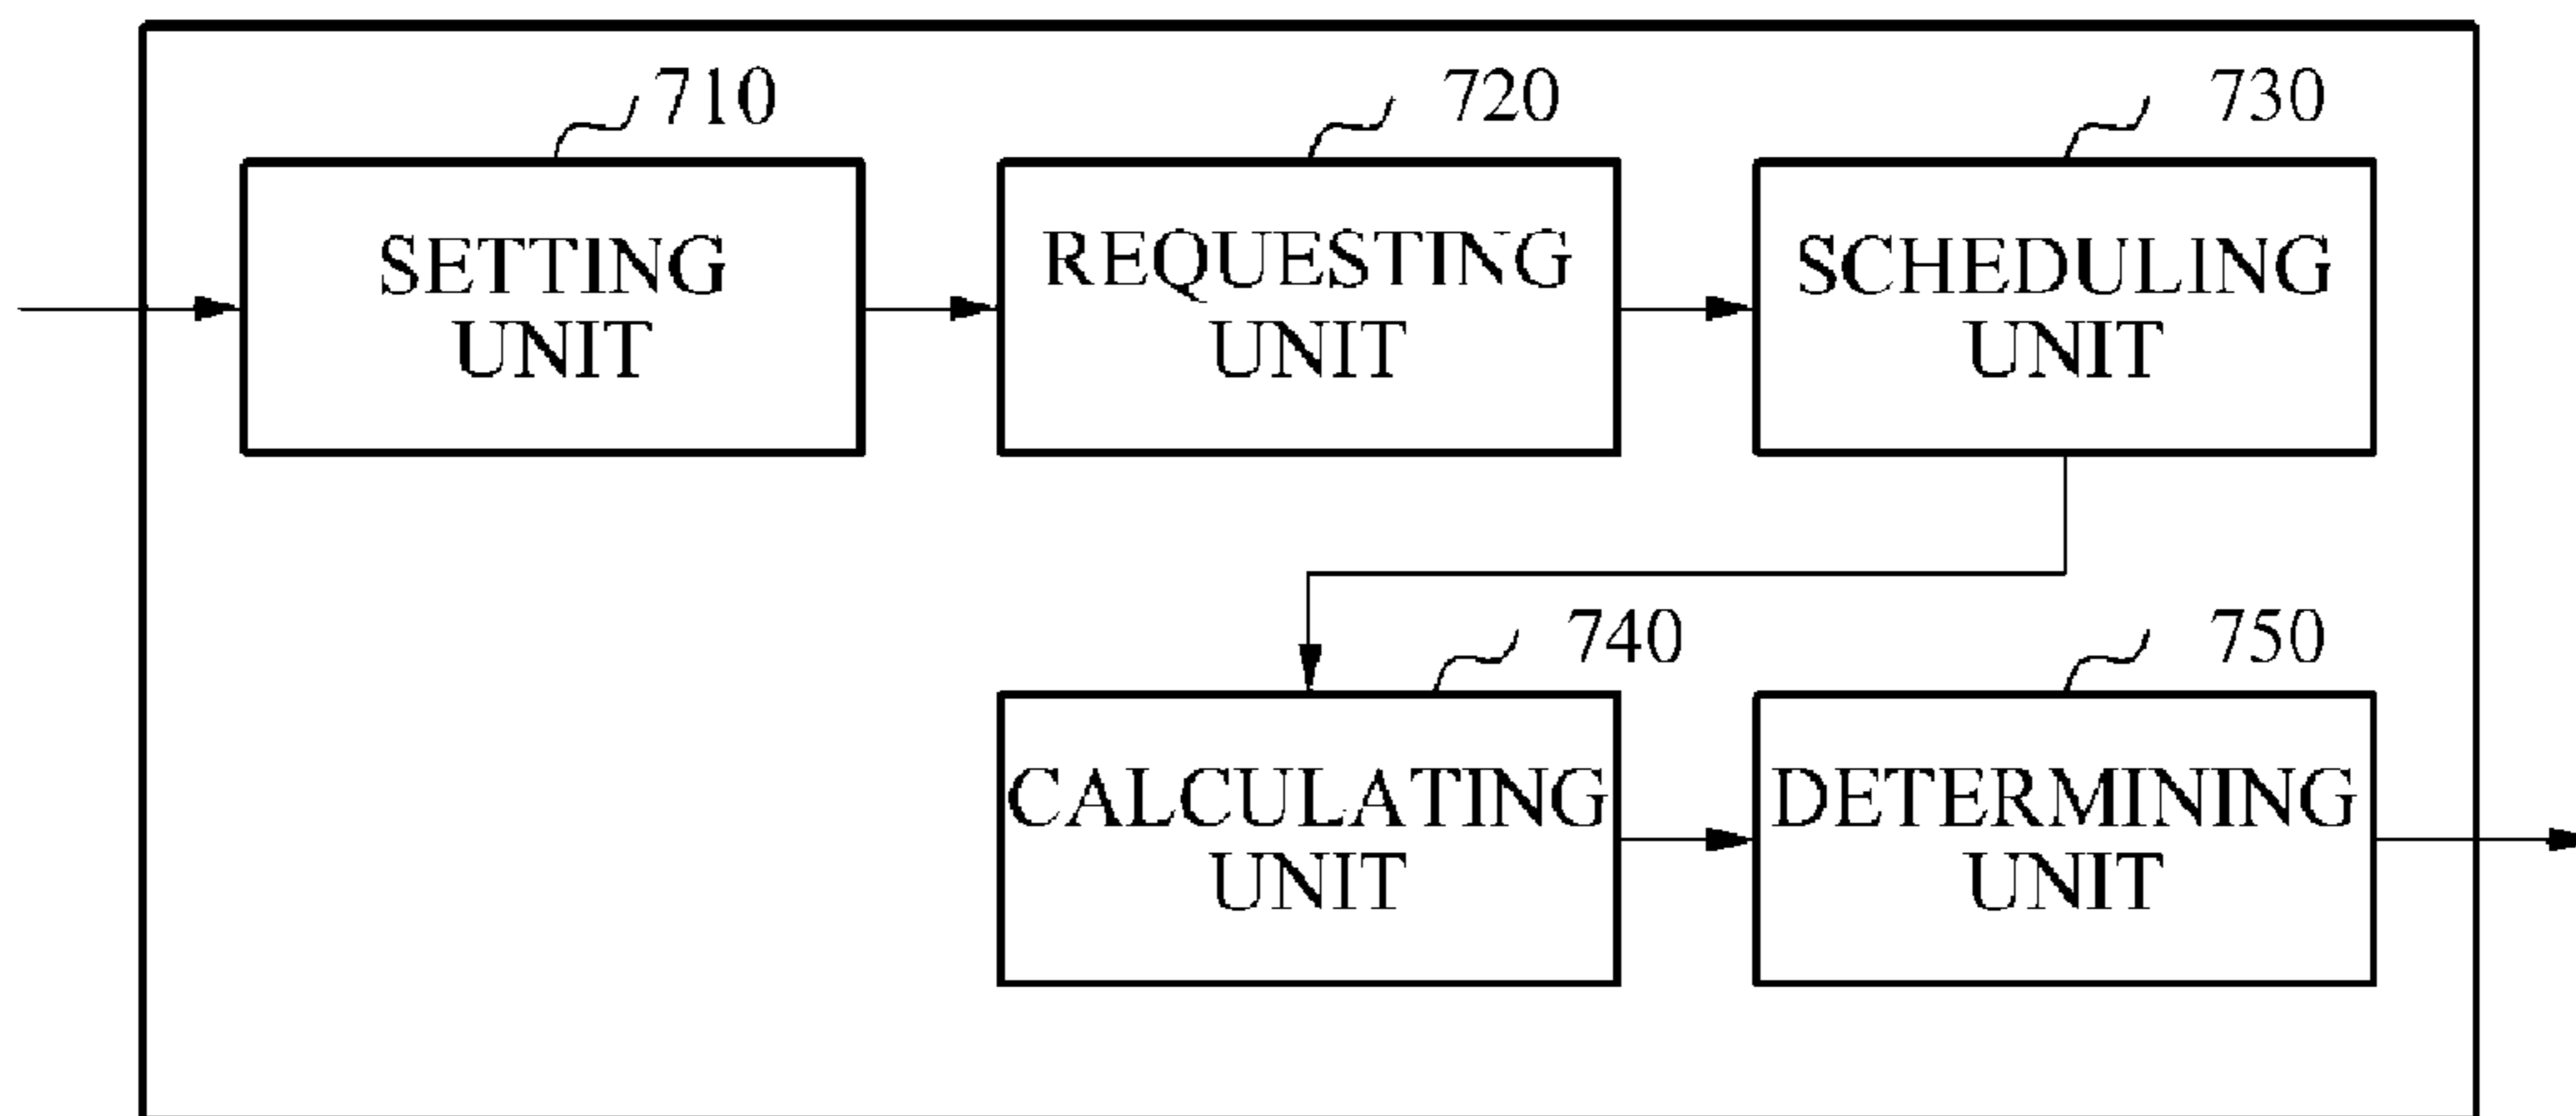 710
SETTING
UNIT
720
REQUESTING
UNIT
730
SCHEDULING
UNIT
740
CALCULATING
UNIT
750
DETERMINING
UNIT